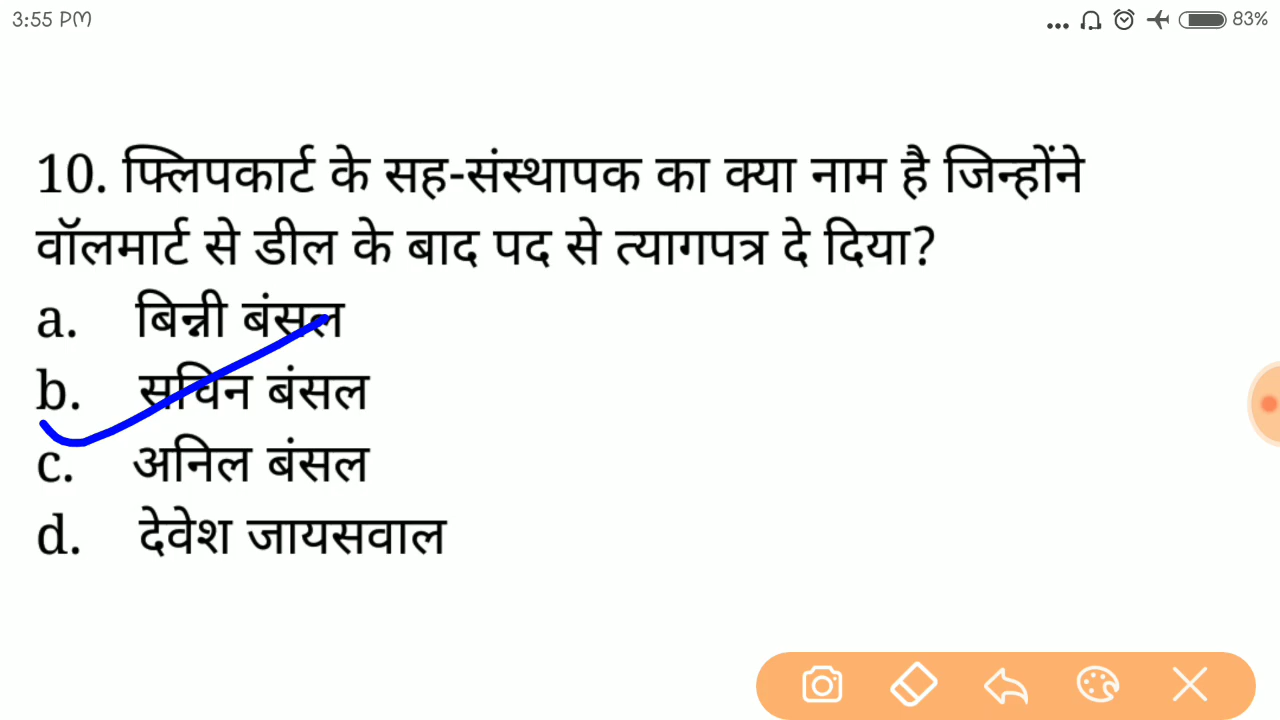 3:55 PM
83%
10. फ्लिपकार्ट के सह-संस्थापक का क्या नाम है जिन्होंने
वॉलमार्ट से डील के बाद पद से त्यागपत्र दे दिया?
a. बिन्नी बंसल
b. सचिन बंसल
c. अनिल बंसल
d. देवेश जायसवाल